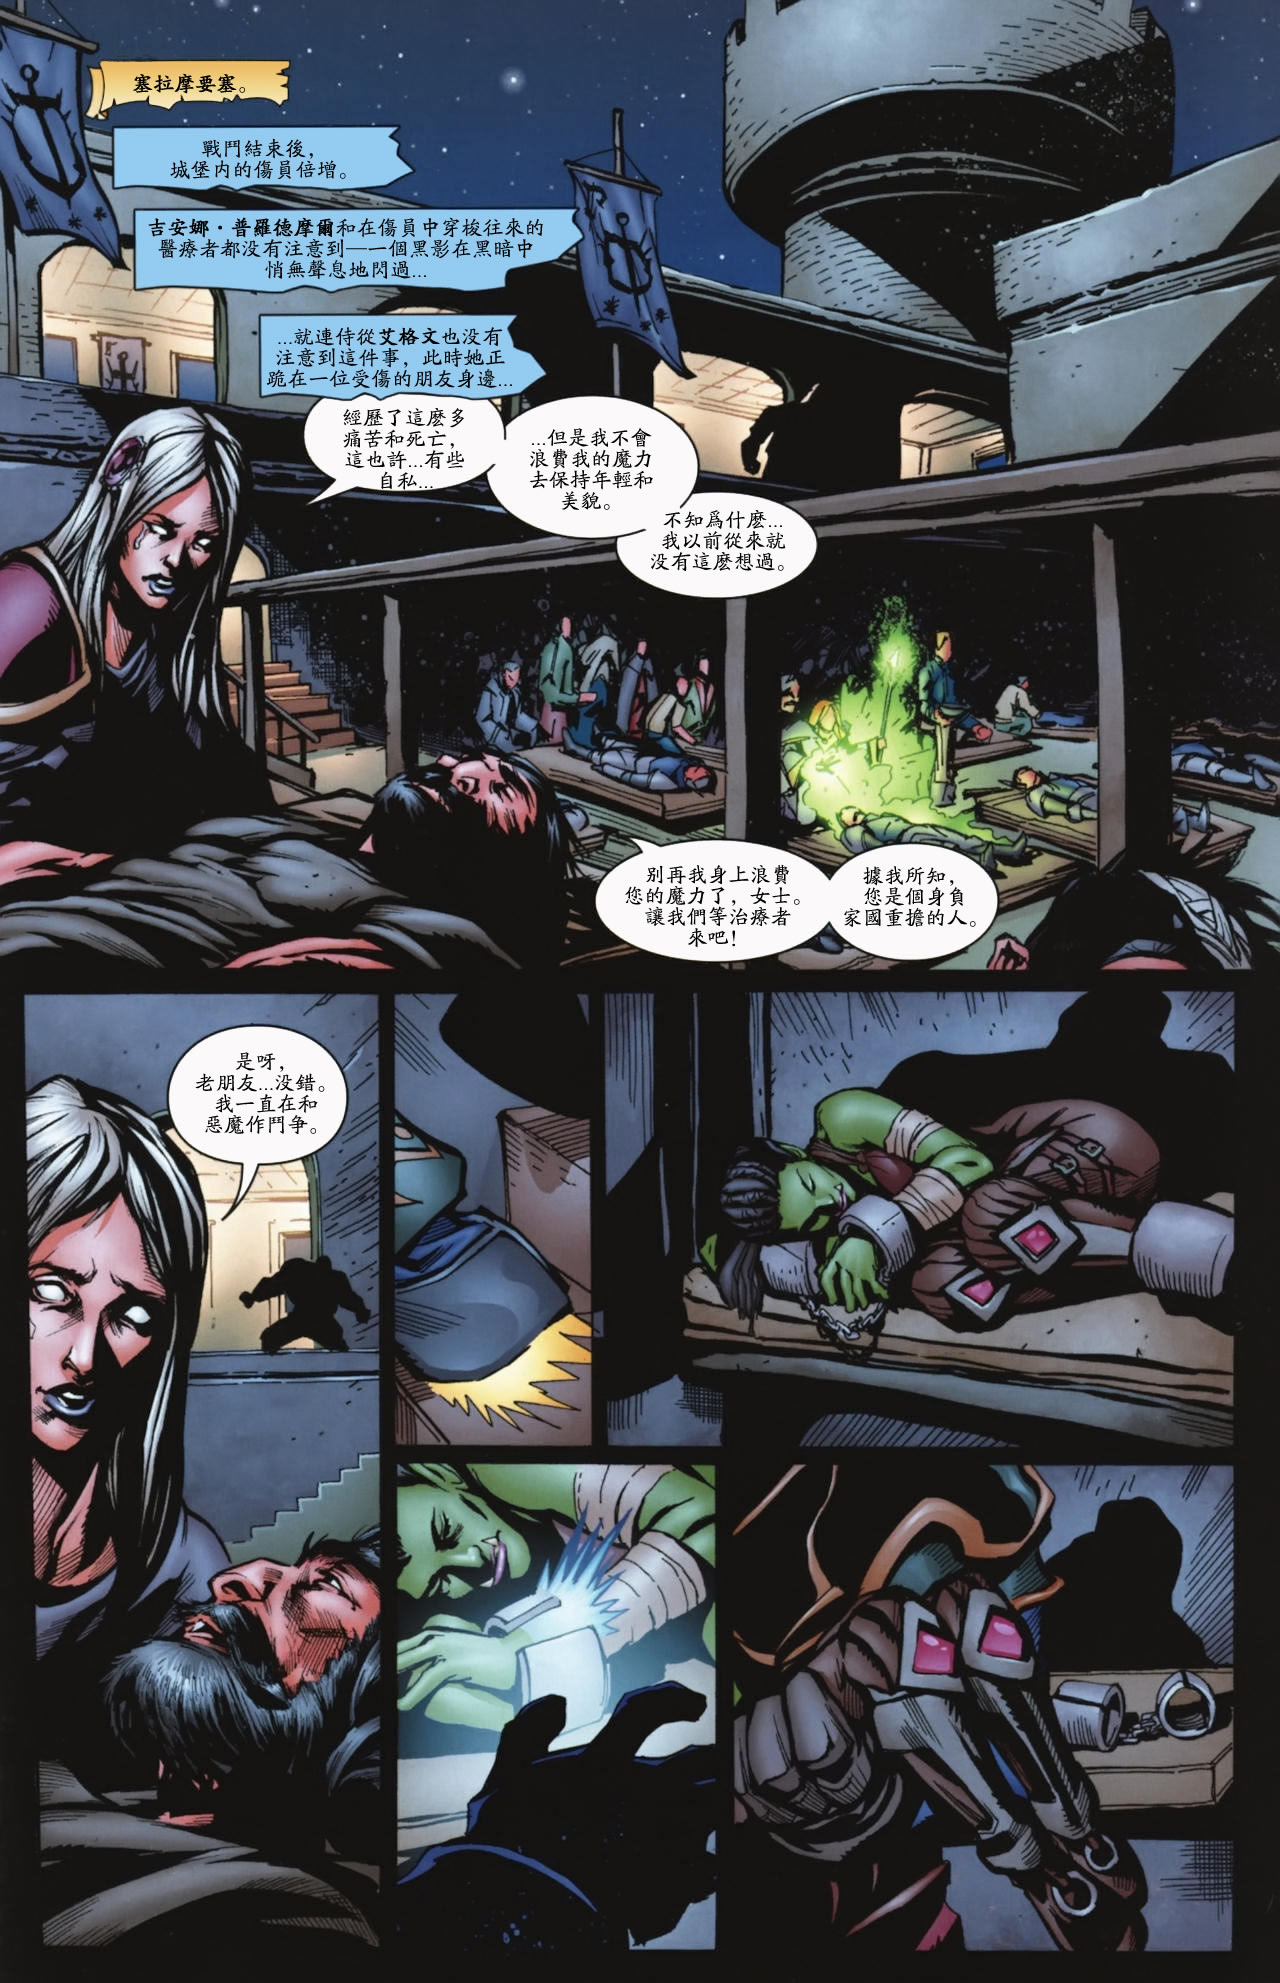 塞拉摩要塞。
戰鬥結束後，
城堡内的傷員倍增。
吉安娜·普羅德摩爾和在傷員中穿梭往來的
醫療者都没有注意到—一個黑影在黑暗中
悄無聲息地閃過...
...就連侍從艾格文也没有
注意到這件事，此時她正
跪在一位受傷的朋友身邊...
經歷了這麽多
痛苦和死亡，
這也許...有些
自私...
...但是我不會
浪費我的魔力
去保持年輕和
美貌。
不知爲什麽...
我以前從來就
没有這麽想過。
别再我身上浪費
您的魔力了，女士。
讓我們等治療者
來吧！
據我所知，
您是個身負
家國重擔的人。
是呀，
老朋友...没錯。
我一直在和
惡魔作鬥争。